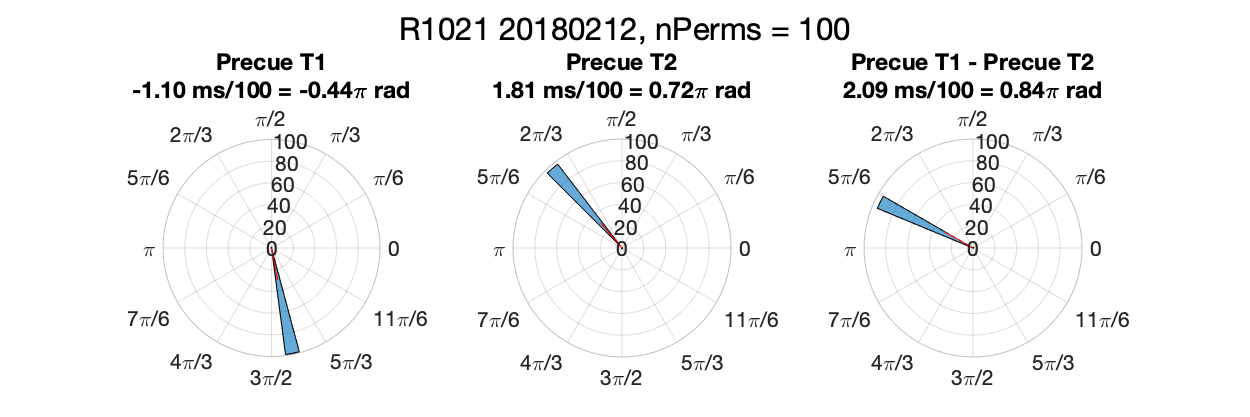 R1021 20180212, nPerms = 100
Precue T1
-1.10 ms/100 = -0.44π rad
π/2
2π/3
π/3
5π/6
π/6
π
0
7π/6
11π/6
4π/3
5π/3
3π/2
100
80
60
40
20
0
Precue T2
1.81 ms/100 = 0.72π rad
π/2
2π/3
π/3
5π/6
π/6
π
0
7π/6
11π/6
4π/3
5π/3
3π/2
100
80
60
40
20
0
Precue T1 - Precue T2
2.09 ms/100 = 0.84π rad
π/2
2π/3
π/3
5π/6
π/6
π
0
7π/6
11π/6
4π/3
5π/3
3π/2
100
80
60
40
20
0